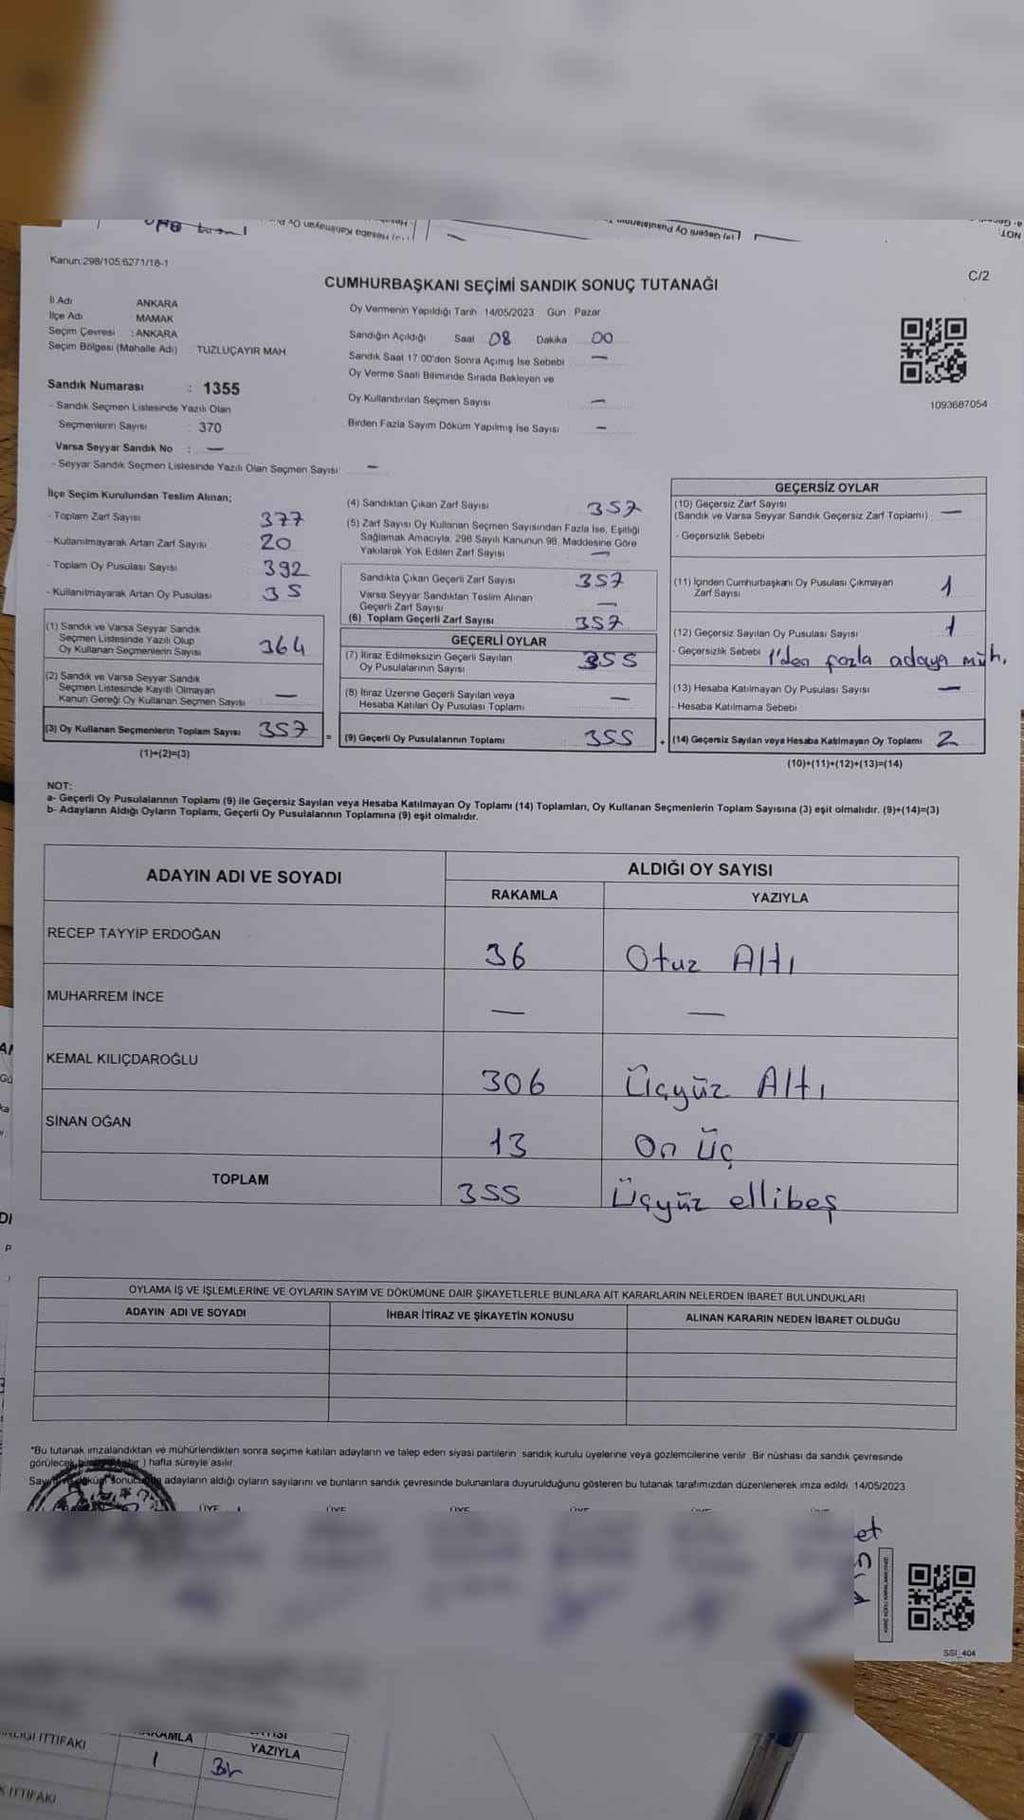 Kanun:298/105;6271/18-1
C/2
CUMHURBAŞKANI SEÇİMİ SANDIK SONUÇ TUTANAĞI
İl Adı ANKARA
İlçe Adı MAMAK
Seçim Çevresi : ANKARA
Seçim Bölgesi (Mahalle Adı) TUZLUÇAYIR MAH
Sandık Numarası : 1355
- Sandık Seçmen Listesinde Yazılı Olan
Seçmenlerin Sayısı : 370
Varsa Seyyar Sandık No : —
- Seyyar Sandık Seçmen Listesinde Yazılı Olan Seçmen Sayısı —
Oy Vermenin Yapıldığı Tarih 14/05/2023 Gün Pazar
Sandığın Açıldığı Saat 08 Dakika 00
Sandık Saat 17:00'den Sonra Açılmış İse Sebebi —
Oy Verme Saati Bitiminde Sırada Bekleyen ve
Oy Kullandırılan Seçmen Sayısı —
Birden Fazla Sayım Döküm Yapılmış İse Sayısı —
1093687054
İlçe Seçim Kurulundan Teslim Alınan;
- Toplam Zarf Sayısı 377
- Kullanılmayarak Artan Zarf Sayısı 20
- Toplam Oy Pusulası Sayısı 392
- Kullanılmayarak Artan Oy Pusulası 35
(1) Sandık ve Varsa Seyyar Sandık
Seçmen Listesinde Yazılı Olup
Oy Kullanan Seçmenlerin Sayısı 364
(2) Sandık ve Varsa Seyyar Sandık
Seçmen Listesinde Kayıtlı Olmayan
Kanun Gereği Oy Kullanan Seçmen Sayısı —
(3) Oy Kullanan Seçmenlerin Toplam Sayısı 357
(1)+(2)=(3)
(4) Sandıktan Çıkan Zarf Sayısı 357
(5) Zarf Sayısı Oy Kullanan Seçmen Sayısından Fazla İse, Eşitliği
Sağlamak Amacıyla, 298 Sayılı Kanunun 98. Maddesine Göre
Yakılarak Yok Edilen Zarf Sayısı —
Sandıkta Çıkan Geçerli Zarf Sayısı 357
Varsa Seyyar Sandıktan Teslim Alınan
Geçerli Zarf Sayısı —
(6) Toplam Geçerli Zarf Sayısı 357
GEÇERLİ OYLAR
(7) İtiraz Edilmeksizin Geçerli Sayılan
Oy Pusulalarının Sayısı 355
(8) İtiraz Üzerine Geçerli Sayılan veya
Hesaba Katılan Oy Pusulası Toplamı —
= (9) Geçerli Oy Pusulalarının Toplamı 355
GEÇERSİZ OYLAR
(10) Geçersiz Zarf Sayısı
(Sandık ve Varsa Seyyar Sandık Geçersiz Zarf Toplamı) —
- Geçersizlik Sebebi
(11) İçinden Cumhurbaşkanı Oy Pusulası Çıkmayan
Zarf Sayısı 1
(12) Geçersiz Sayılan Oy Pusulası Sayısı 1
- Geçersizlik Sebebi 1'den fazla adaya müh.
(13) Hesaba Katılmayan Oy Pusulası Sayısı —
- Hesaba Katılmama Sebebi
+ (14) Geçersiz Sayılan veya Hesaba Katılmayan Oy Toplamı 2
(10)+(11)+(12)+(13)=(14)
NOT:
a- Geçerli Oy Pusulalarının Toplamı (9) ile Geçersiz Sayılan veya Hesaba Katılmayan Oy Toplamı (14) Toplamları, Oy Kullanan Seçmenlerin Toplam Sayısına (3) eşit olmalıdır. (9)+(14)=(3)
b- Adayların Aldığı Oyların Toplamı, Geçerli Oy Pusulalarının Toplamına (9) eşit olmalıdır.
ADAYIN ADI VE SOYADI
ALDIĞI OY SAYISI
RAKAMLA YAZIYLA
RECEP TAYYİP ERDOĞAN 36 Otuz Altı
MUHARREM İNCE — —
KEMAL KILIÇDAROĞLU 306 Üçyüz Altı
SİNAN OĞAN 13 On üç
TOPLAM 355 Üçyüz ellibeş
OYLAMA İŞ VE İŞLEMLERİNE VE OYLARIN SAYIM VE DÖKÜMÜNE DAİR ŞİKAYETLERLE BUNLARA AİT KARARLARIN NELERDEN İBARET BULUNDUKLARI
ADAYIN ADI VE SOYADI İHBAR İTİRAZ VE ŞİKAYETİN KONUSU ALINAN KARARIN NEDEN İBARET OLDUĞU
*Bu tutanak imzalandıktan ve mühürlendikten sonra seçime katılan adayların ve talep eden siyasi partilerin sandık kurulu üyelerine veya gözlemcilerine verilir. Bir nüshası da sandık çevresinde
hafta süreyle asılır.
adayların aldığı oyların sayılarını ve bunların sandık çevresinde bulunanlara duyurulduğunu gösteren bu tutanak tarafımızdan düzenlenerek imza edildi 14/05/2023
SSI_404
İTTİFAKI
YAZIYLA
1 Bir
İTTİFAKI